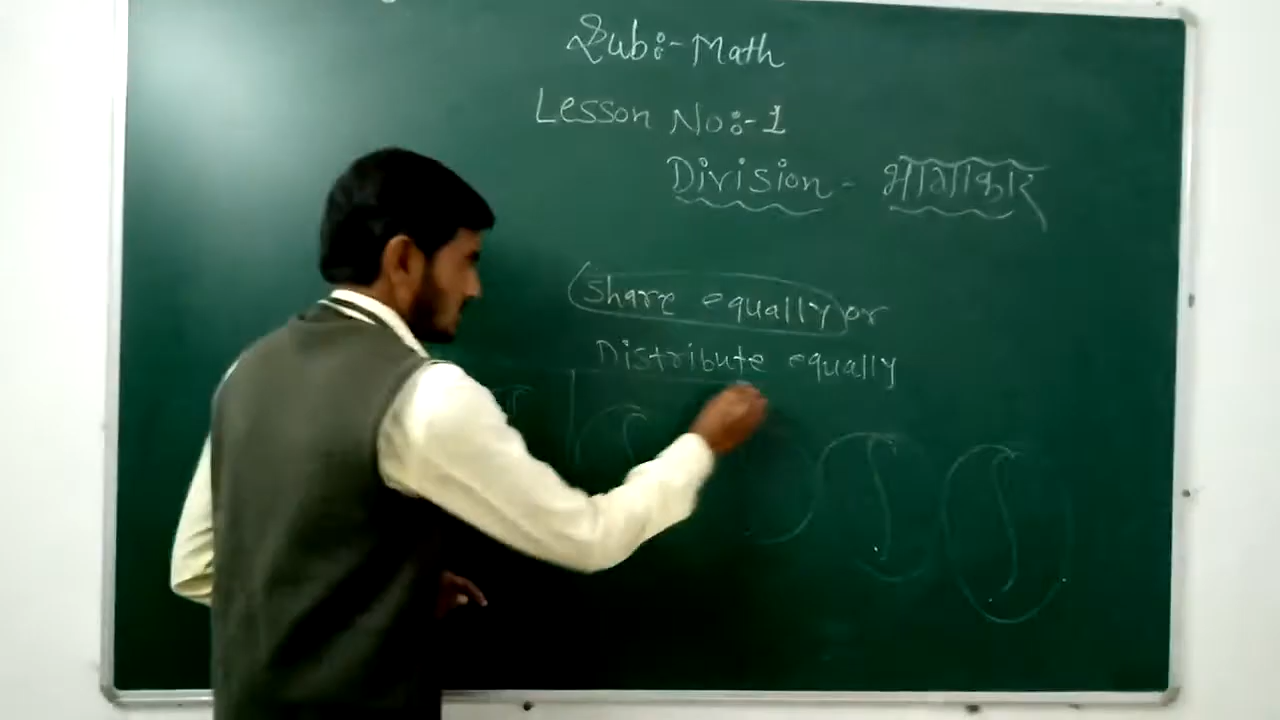 Sub:- Math
Lesson No:-1
Division - भागाकार
Share equally or
Distribute equally